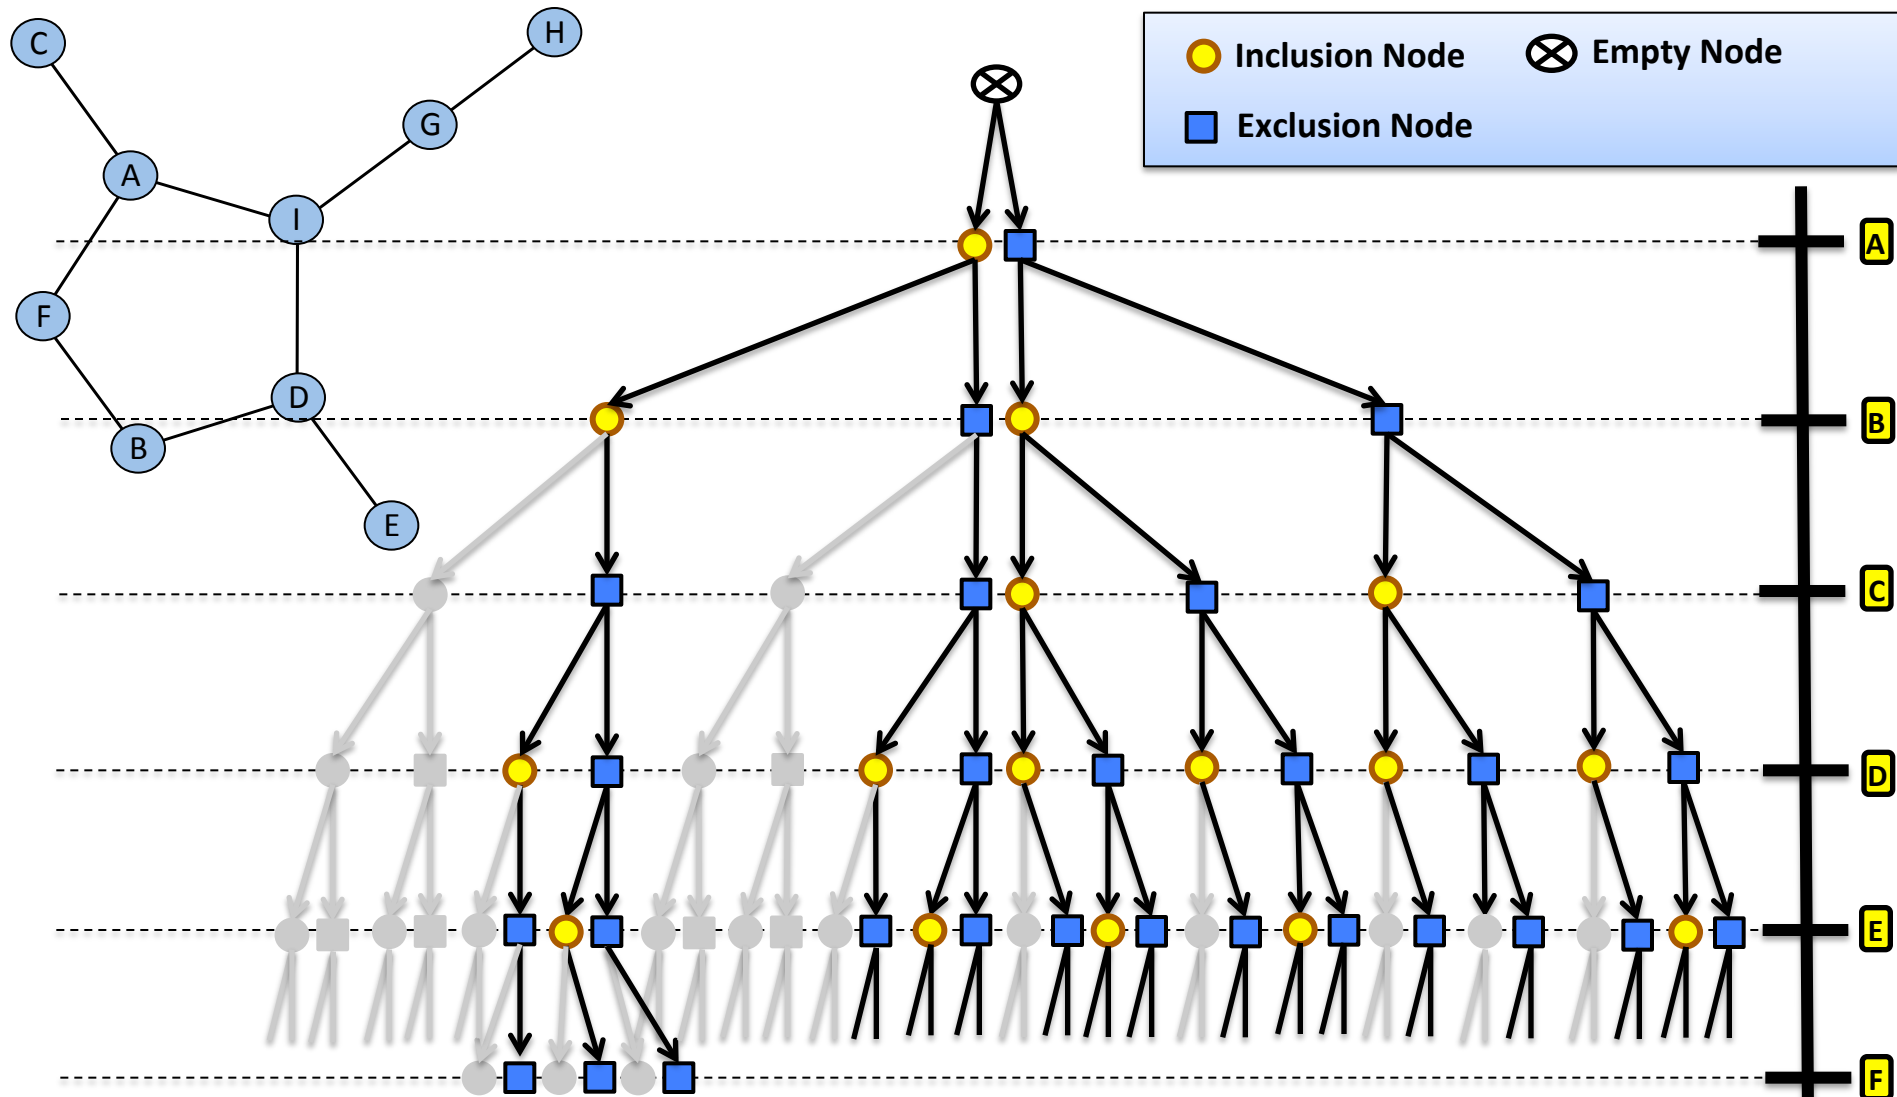 C
H
G
A
I
F
D
B
E
Inclusion Node
Empty Node
Exclusion Node
A
B
C
D
E
F